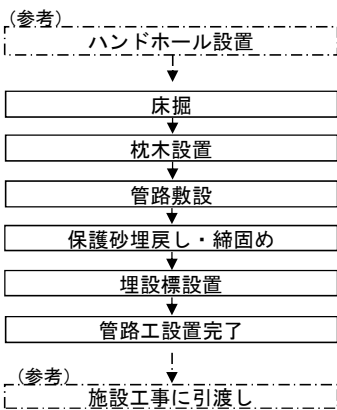 (参考)
ハンドホール設置
床掘
枕木設置
管路敷設
保護砂埋戻し・締固め
埋設標設置
管路工設置完了
(参考)
施設工事に引渡し